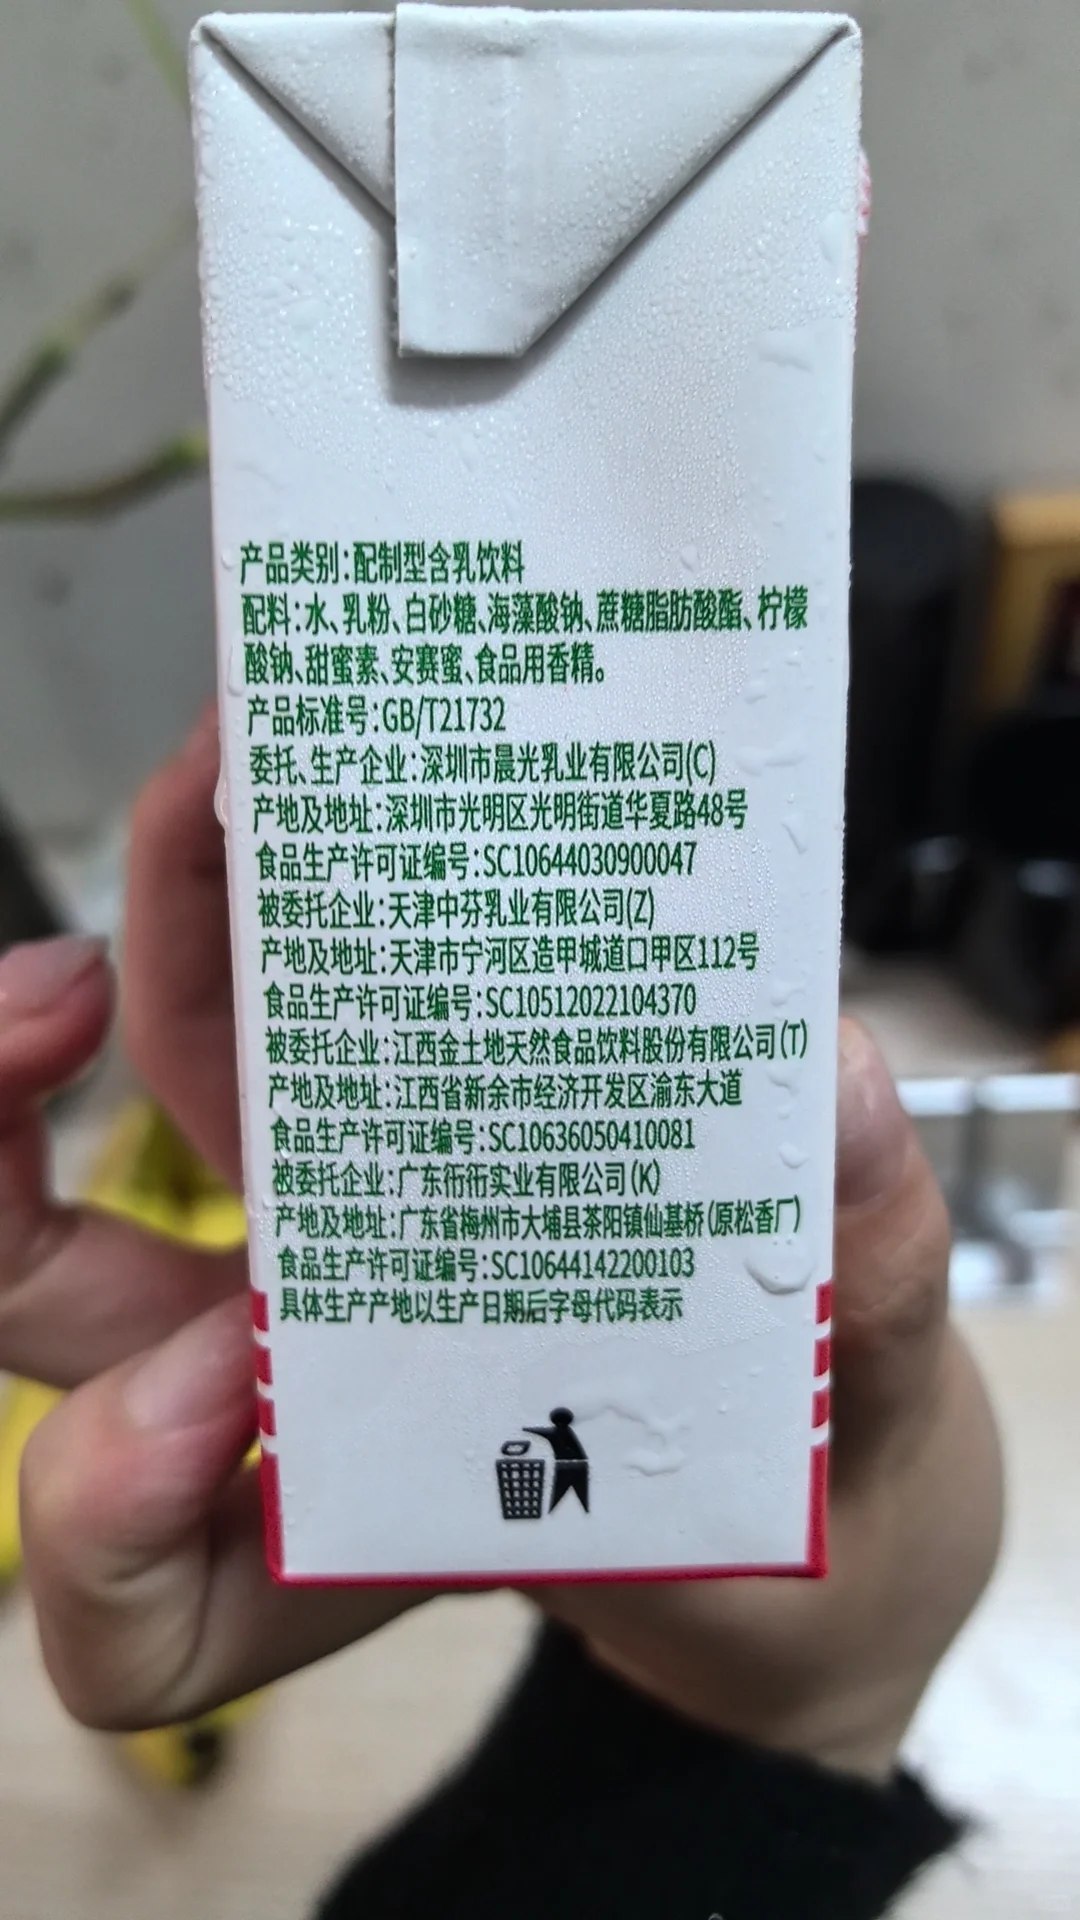 产品类别：配制型含乳饮料
配料：水、乳粉、白砂糖、海藻酸钠、蔗糖脂肪酸酯、柠檬
酸钠、甜蜜素、安赛蜜、食品用香精。
产品标准号：GB/T21732
委托、生产企业：深圳市晨光乳业有限公司(C)
产地及地址：深圳市光明区光明街道华夏路48号
食品生产许可证编号：SC10644030900047
被委托企业：天津中芬乳业有限公司(Z)
产地及地址：天津市宁河区造甲城道口甲区112号
食品生产许可证编号：SC10512022104370
被委托企业：江西金土地天然食品饮料股份有限公司(T)
产地及地址：江西省新余市经济开发区渝东大道
食品生产许可证编号：SC10636050410081
被委托企业：广东衎衎实业有限公司(K)
产地及地址：广东省梅州市大埔县茶阳镇仙基桥(原松香厂)
食品生产许可证编号：SC10644142200103
具体生产产地以生产日期后字母代码表示